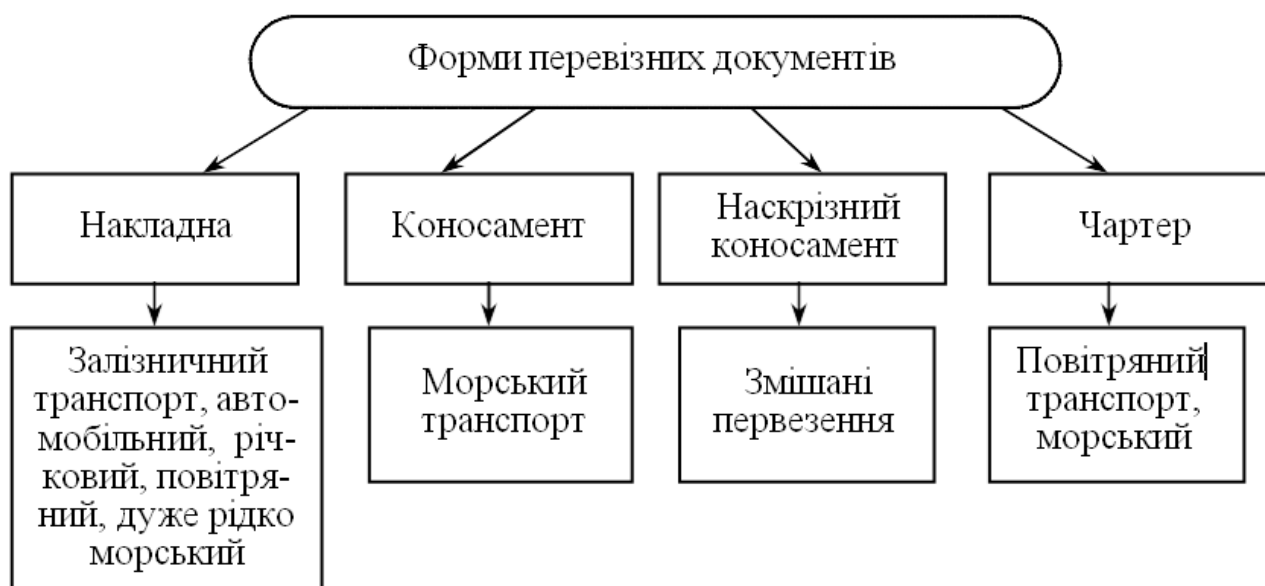 Форми перевізних документів
Накладна
Коносамент
Наскрізний
коносамент
Чартер
Залізничний
транспорт, авто-
мобільний, річ-
ковий, повітря-
ний, дуже рідко
морський
Морський
транспорт
Змішані
первезення
Повітряний
транспорт,
морський